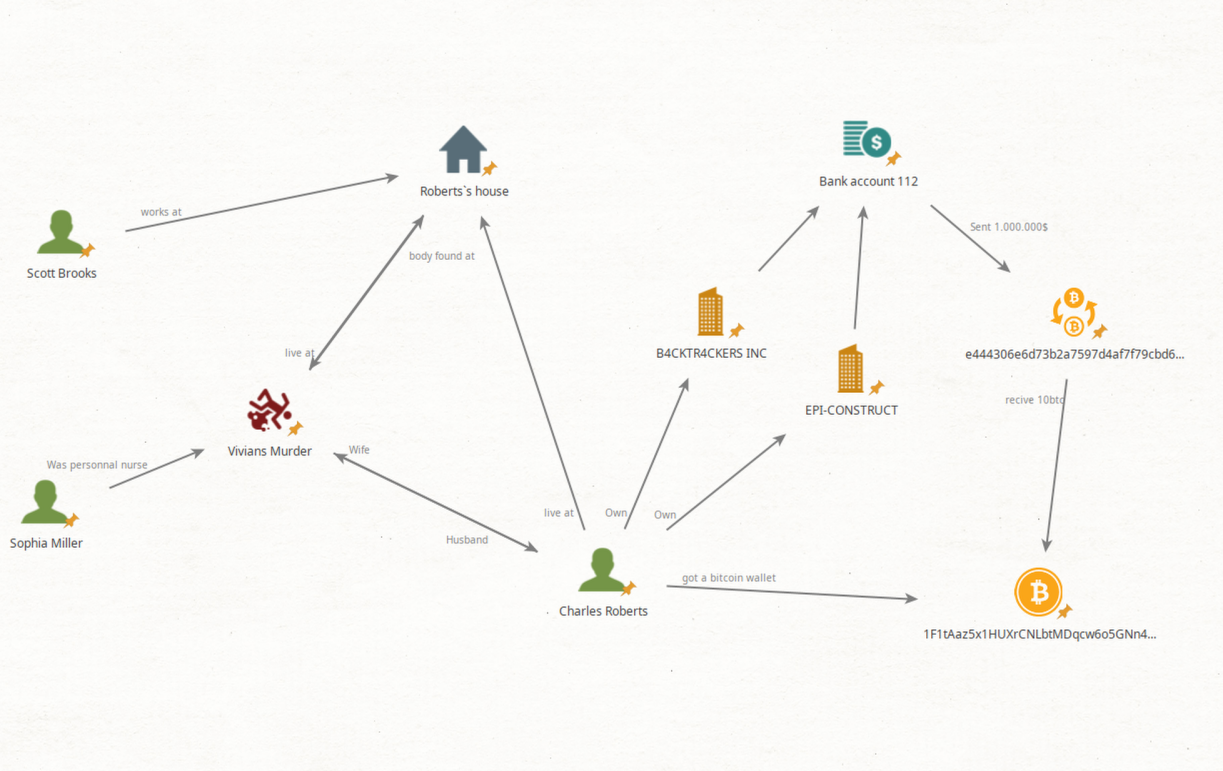 Bank account 112
Roberts`s house
works at
Sent 1.000.000$
body found at
Scott Brooks
live at
B4CKTR4CKERS INC
e444306e6d73b2a7597d4af7f79cbd6...
recive 10btc
EPI-CONSTRUCT
Vivians Murder
Wife
Was personnal nurse
live at
Own
Own
Husband
Sophia Miller
got a bitcoin wallet
Charles Roberts
1F1tAaz5x1HUXrCNLbtMDqcw6o5GNn4...